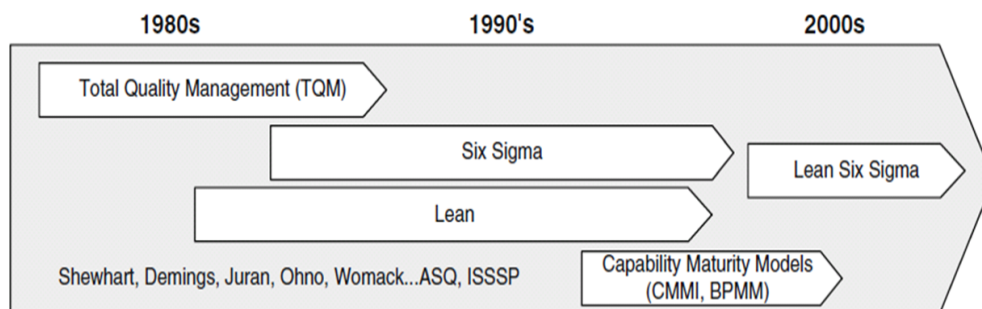 1980s 1990's 2000s
Total Quality Management (TQM)
Six Sigma
Lean Six Sigma
Lean
Shewhart, Demings, Juran, Ohno, Womack...ASQ, ISSSP
Capability Maturity Models
(CMMI, BPMM)